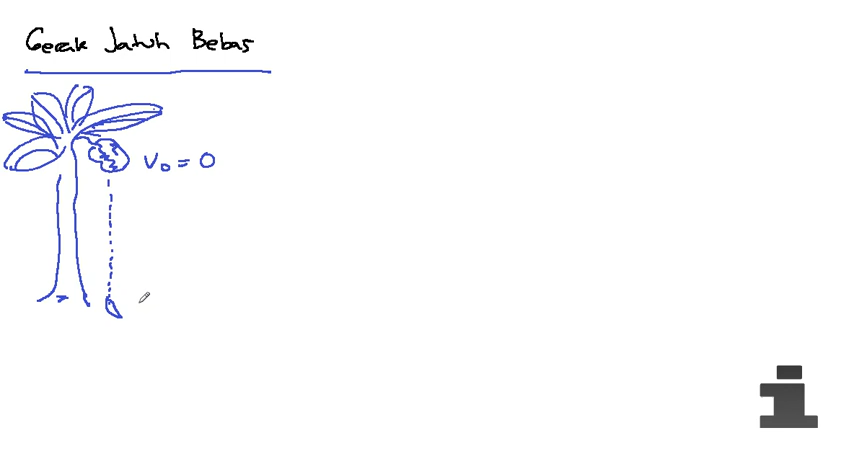 Gerak Jatuh Bebas
V₀ = 0